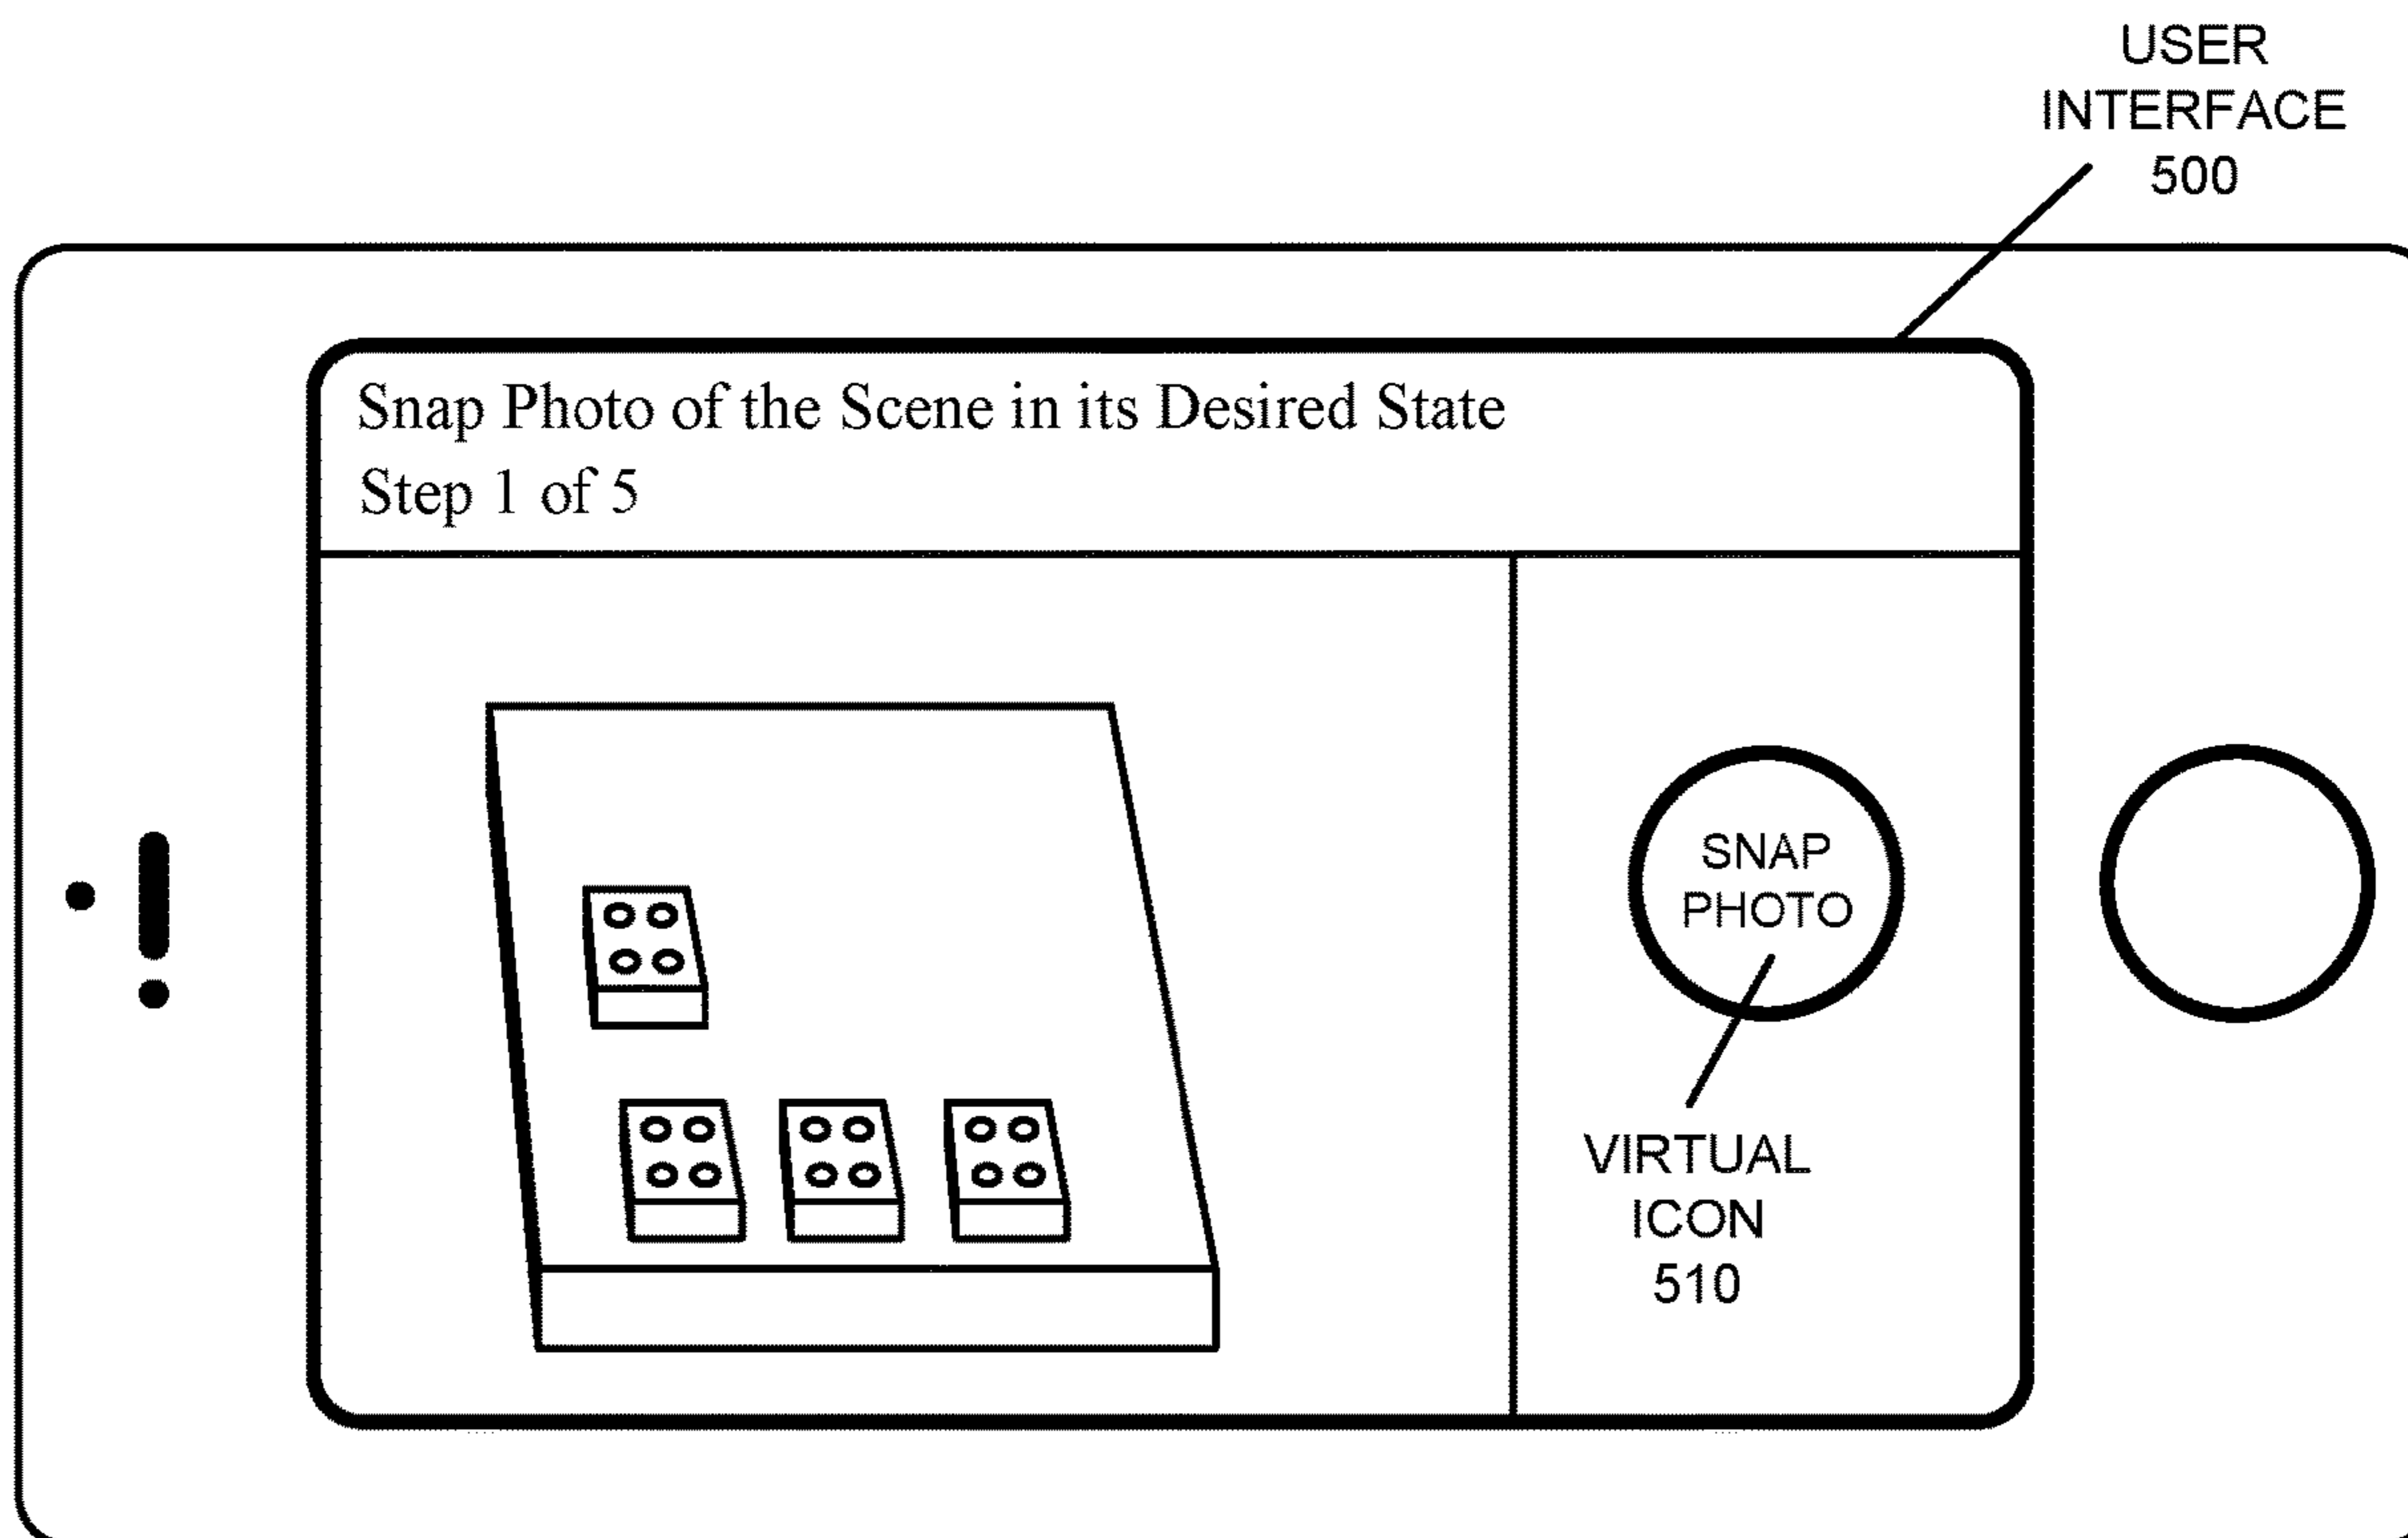 USER
INTERFACE
500
Snap Photo of the Scene in its Desired State
Step 1 of 5
SNAP
PHOTO
VIRTUAL
ICON
510